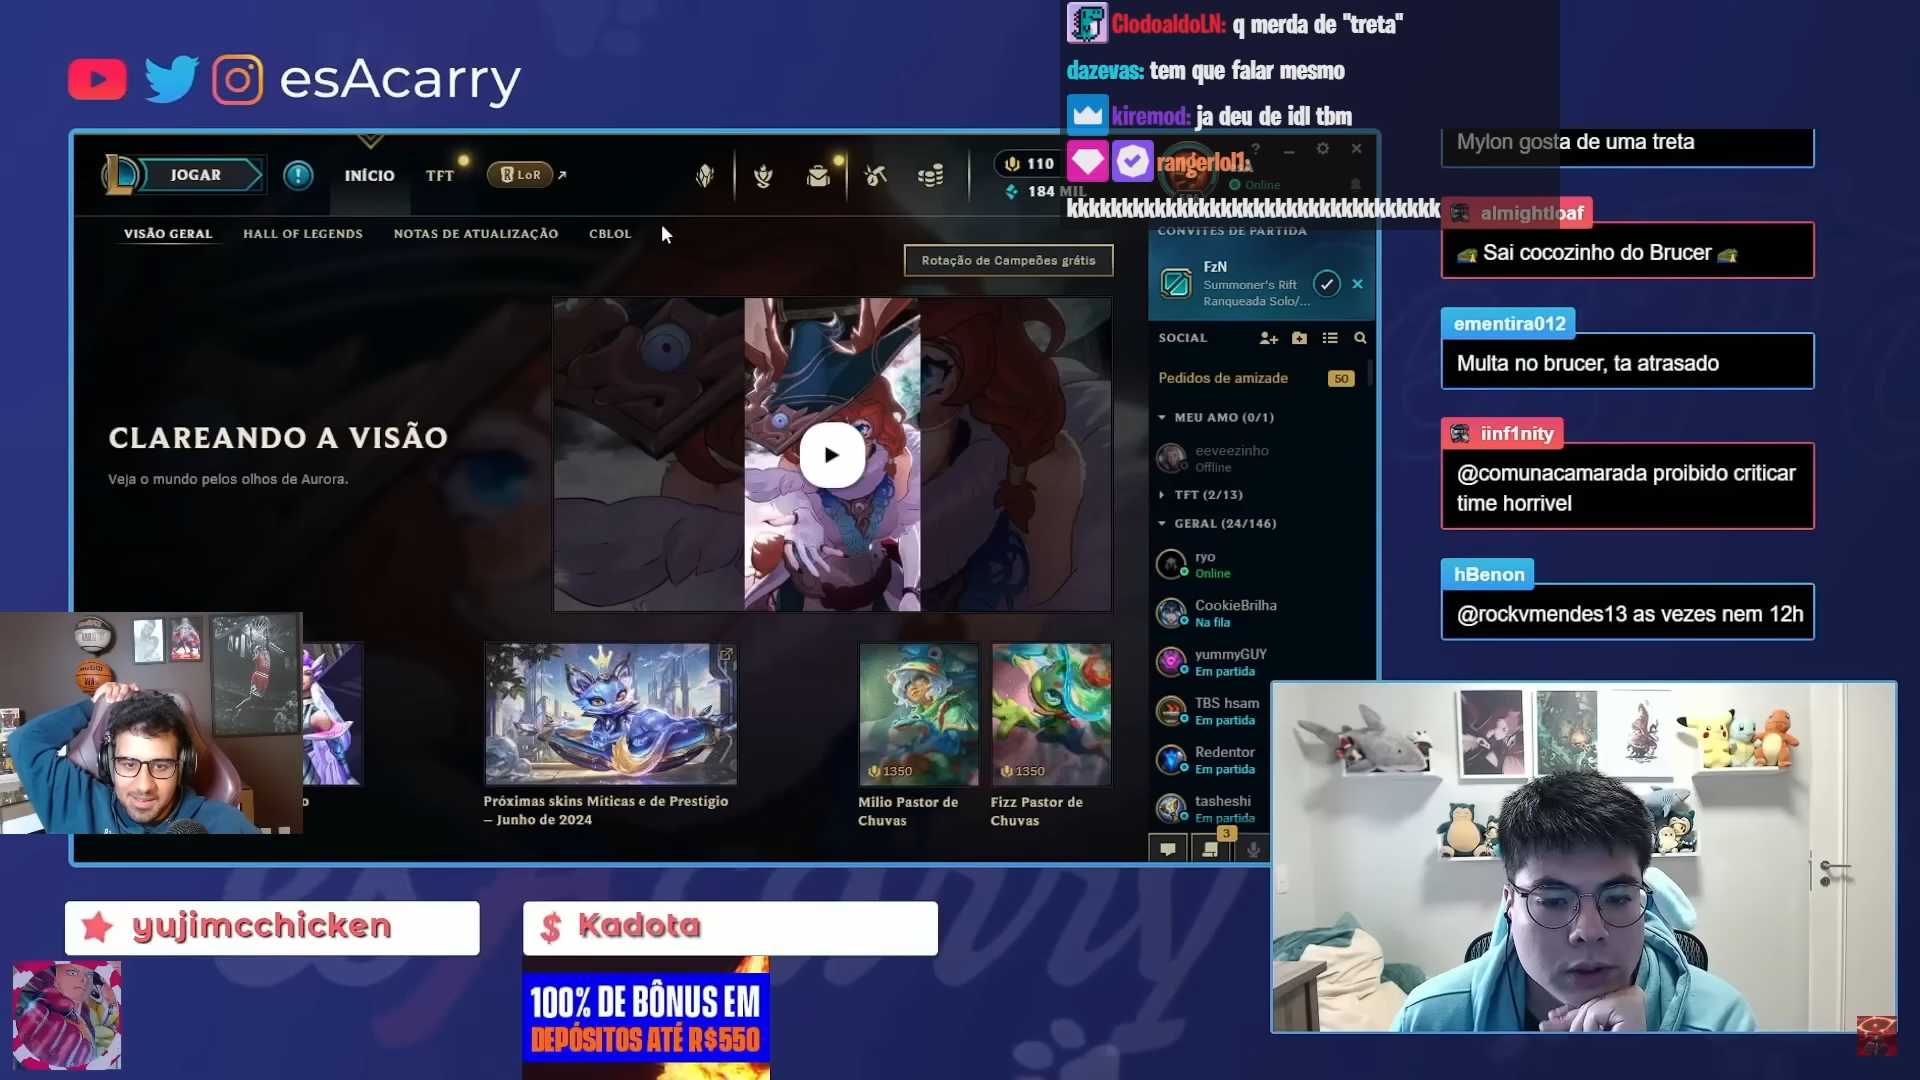 esAcarry
ClodoaldoLN: q merda de "treta"
dazevas: tem que falar mesmo
kiremod: ja deu de idl tbm
rangerlol1:
kkkkkkkkkkkkkkkkkkkkkkkkkkkkkkkkkk
JOGAR
INÍCIO
TFT
LoR
110
184 MIL
Online
VISÃO GERAL
HALL OF LEGENDS
NOTAS DE ATUALIZAÇÃO
CBLOL
Rotação de Campeões grátis
CLAREANDO A VISÃO
Veja o mundo pelos olhos de Aurora.
Próximas skins Míticas e de Prestígio
– Junho de 2024
1350
Milio Pastor de
Chuvas
1350
Fizz Pastor de
Chuvas
CONVITES DE PARTIDA
FzN
Summoner's Rift
Ranqueada Solo/...
SOCIAL
Pedidos de amizade
50
MEU AMO (0/1)
eeveezinho
Offline
TFT (2/13)
GERAL (24/146)
ryo
Online
CookieBrilha
Na fila
yummyGUY
Em partida
TBS hsam
Em partida
Redentor
Em partida
tasheshi
Em partida
3
Mylon gosta de uma treta
almightloaf
Sai cocozinho do Brucer
ementira012
Multa no brucer, ta atrasado
iinf1nity
@comunacamarada proibido criticar
time horrivel
hBenon
@rockvmendes13 as vezes nem 12h
yujimcchicken
Kadota
100% DE BÔNUS EM
DEPÓSITOS ATÉ R$550